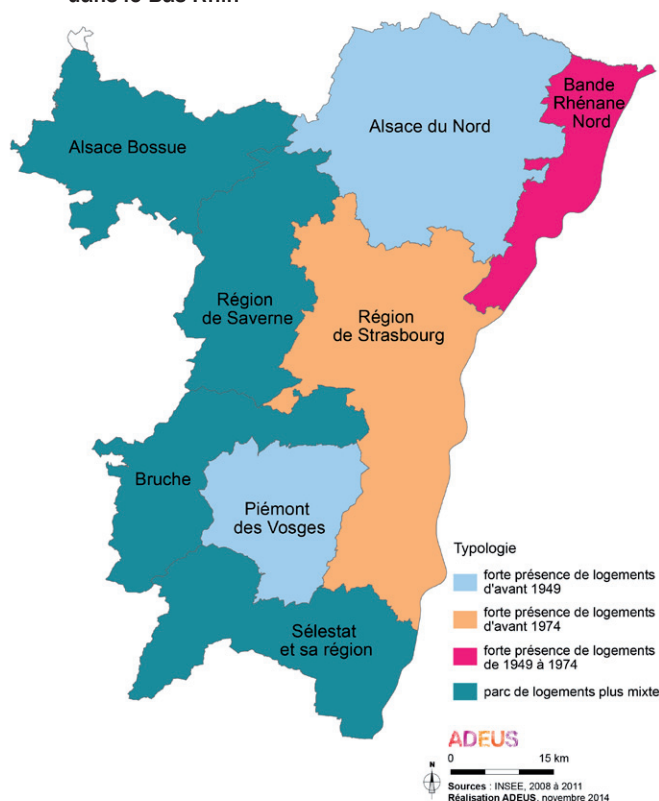 dans le Bas-Rhin
Bande
Rhénane
Nord
Alsace du Nord
Alsace Bossue
Région
de Saverne
Région
de Strasbourg
Bruche
Piémont
des Vosges
Sélestat
et sa région
Typologie
forte présence de logements
d'avant 1949
forte présence de logements
d'avant 1974
forte présence de logements
de 1949 à 1974
parc de logements plus mixte
ADEUS
N
0 15 km
Sources : INSEE, 2008 à 2011
Réalisation ADEUS, novembre 2014